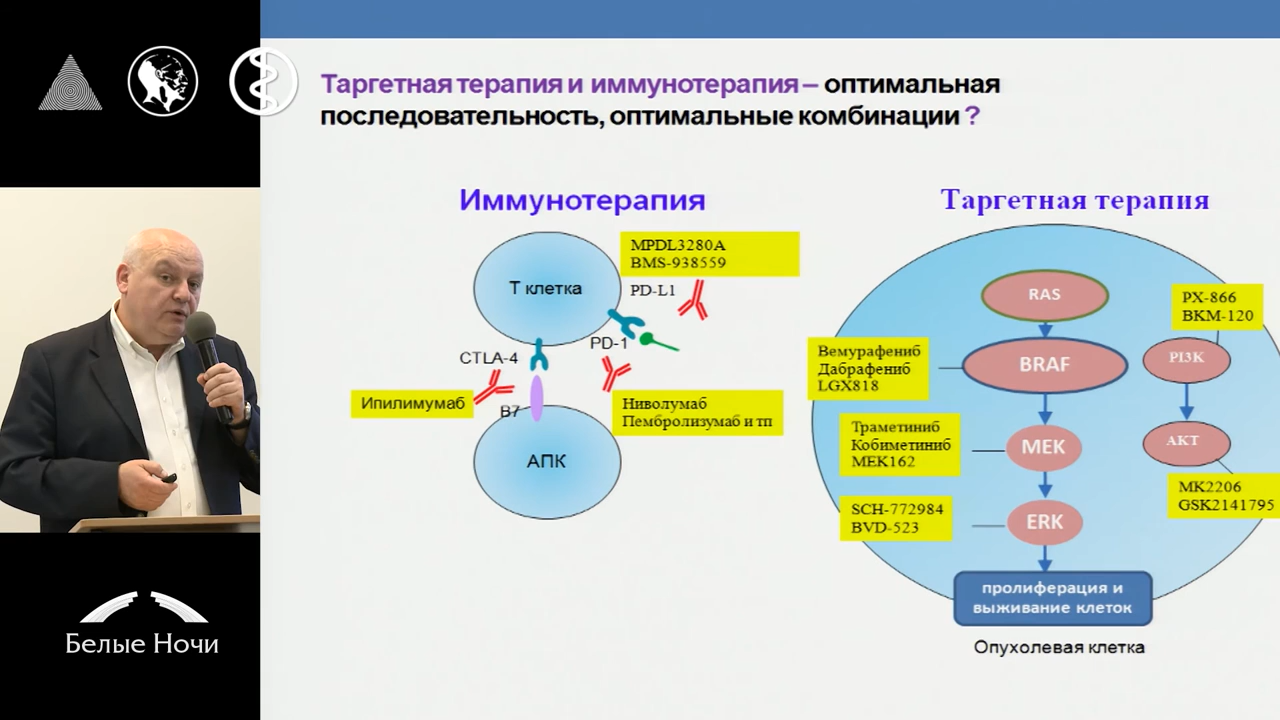 Таргетная терапия и иммунотерапия – оптимальная
последовательность, оптимальные комбинации ?
Иммунотерапия
Т клетка
MPDL3280A
BMS-938559
PD-L1
PD-1
CTLA-4
Ипилимумаб
B7
Ниволумаб
Пембролизумаб и тп
АПК
Таргетная терапия
RAS
PX-866
BKM-120
Вемурафениб
Дабрафениб
LGX818
BRAF
PI3K
Траметиниб
Кобиметиниб
MEK162
MEK
AKT
SCH-772984
BVD-523
ERK
MK2206
GSK2141795
пролиферация и
выживание клеток
Опухолевая клетка
Белые Ночи